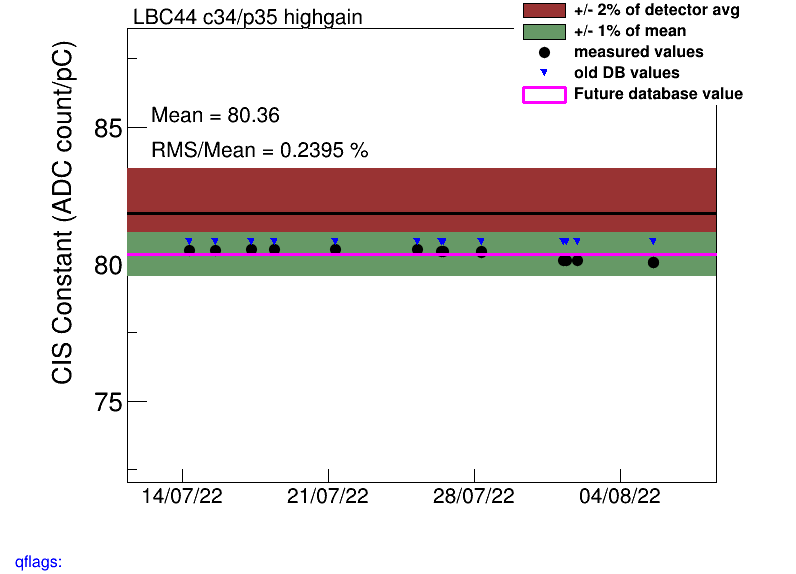 LBC44 c34/p35 highgain
+/- 2% of detector avg
+/- 1% of mean
measured values
old DB values
Future database value
Mean = 80.36
RMS/Mean = 0.2395 %
CIS Constant (ADC count/pC)
85
80
75
14/07/22 21/07/22 28/07/22 04/08/22
qflags: